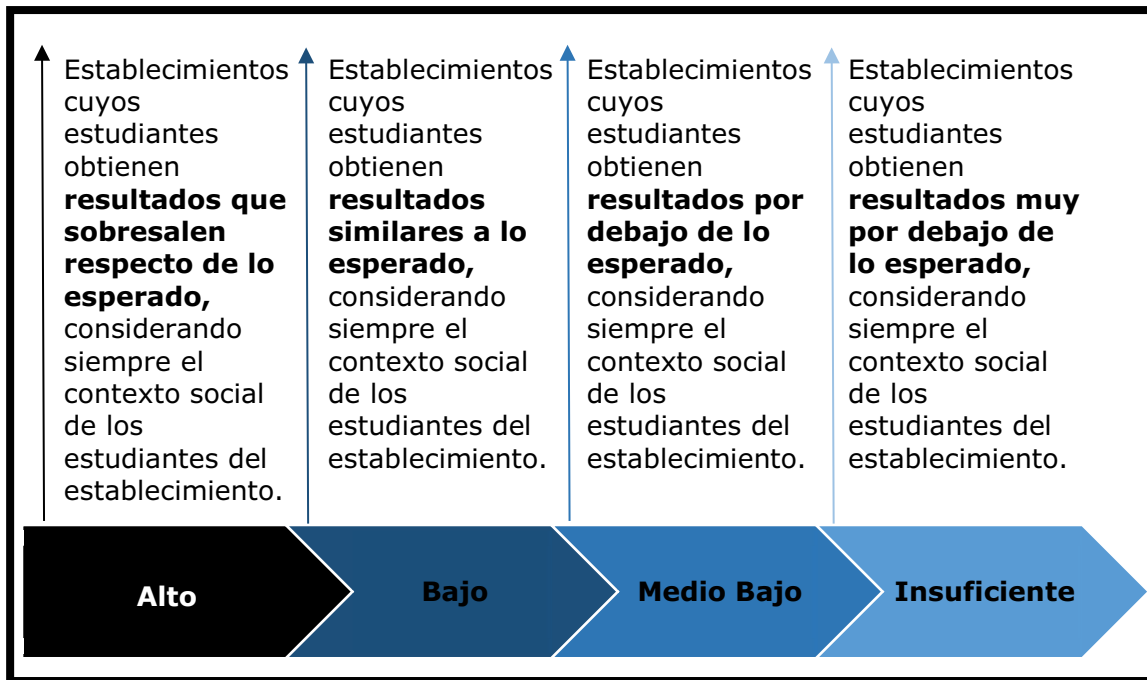 Establecimientos
cuyos
estudiantes
obtienen
resultados que
sobresalen
respecto de lo
esperado,
considerando
siempre el
contexto social
de los
estudiantes del
establecimiento.
Establecimientos
cuyos
estudiantes
obtienen
resultados
similares a lo
esperado,
considerando
siempre el
contexto social
de los
estudiantes del
establecimiento.
Establecimientos
cuyos
estudiantes
obtienen
resultados por
debajo de lo
esperado,
considerando
siempre el
contexto social
de los
estudiantes del
establecimiento.
Establecimientos
cuyos
estudiantes
obtienen
resultados muy
por debajo de
lo esperado,
considerando
siempre el
contexto social
de los
estudiantes del
establecimiento.
Alto
Bajo
Medio Bajo
Insuficiente